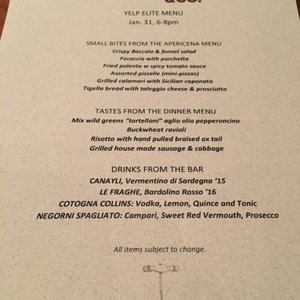 &CO.
YELP ELITE MENU
Jan. 31, 6-8pm
SMALL BITES FROM THE APERICENA MENU
Crispy Baccala & fennel salad
Focaccia with porchetta
Fried polenta w spicy tomato sauce
Assorted pizzelle (mini-pizzas)
Grilled calamari with Sicilian caponata
Tigella bread with taleggio cheese & prosciutto
TASTES FROM THE DINNER MENU
Mix wild greens "tortelloni" aglio olio pepperoncino
Buckwheat ravioli
Risotto with hand pulled braised ox tail
Grilled house made sausage & cabbage
DRINKS FROM THE BAR
CANAYLI, Vermentino di Sardegna '15
LE FRAGHE, Bardolino Rosso '16
COTOGNA COLLINS: Vodka, Lemon, Quince and Tonic
NEGORNI SPAGLIATO: Campari, Sweet Red Vermouth, Prosecco
All items subject to change.